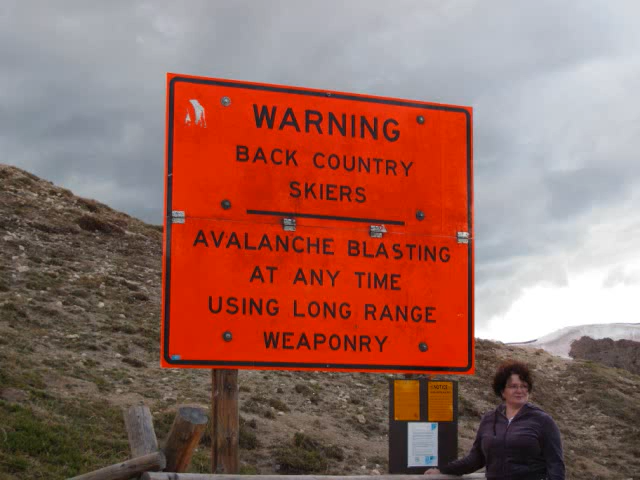 WARNING
BACK COUNTRY
SKIERS
AVALANCHE BLASTING
AT ANY TIME
USING LONG RANGE
WEAPONRY